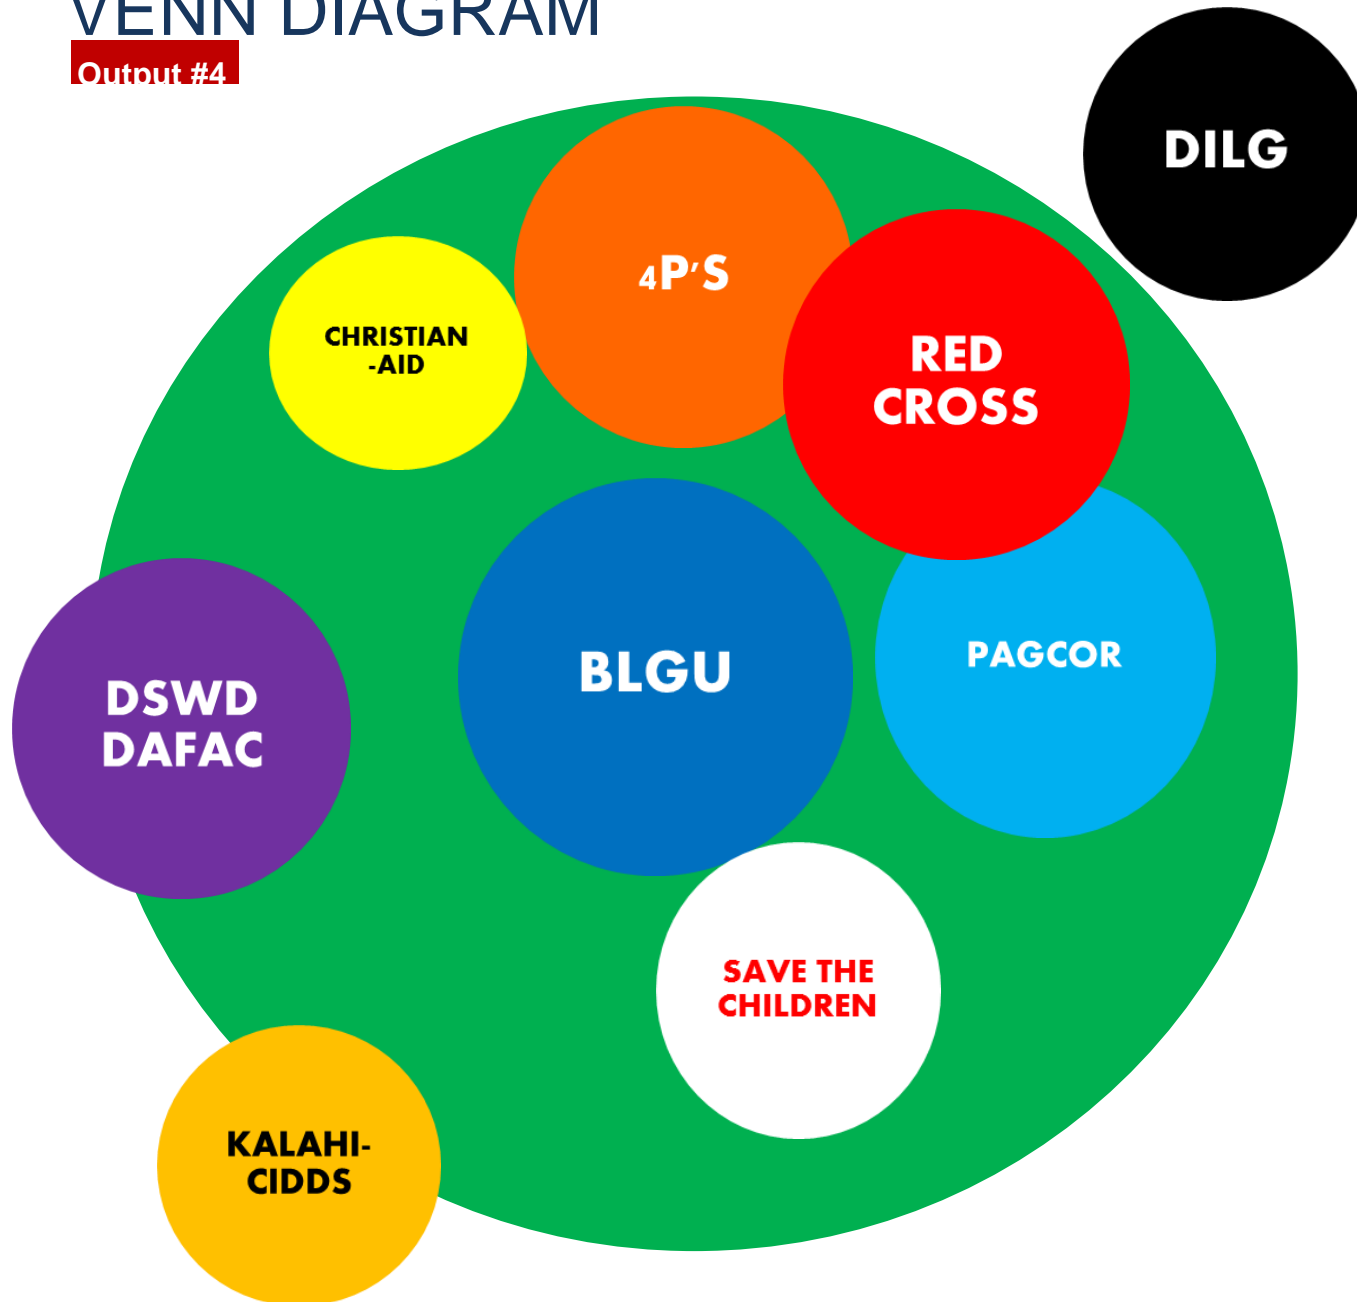 VENN DIAGRAM
Output #4
DILG
4P'S
CHRISTIAN
-AID
RED
CROSS
BLGU
PAGCOR
DSWD
DAFAC
SAVE THE
CHILDREN
KALAHI-
CIDDS